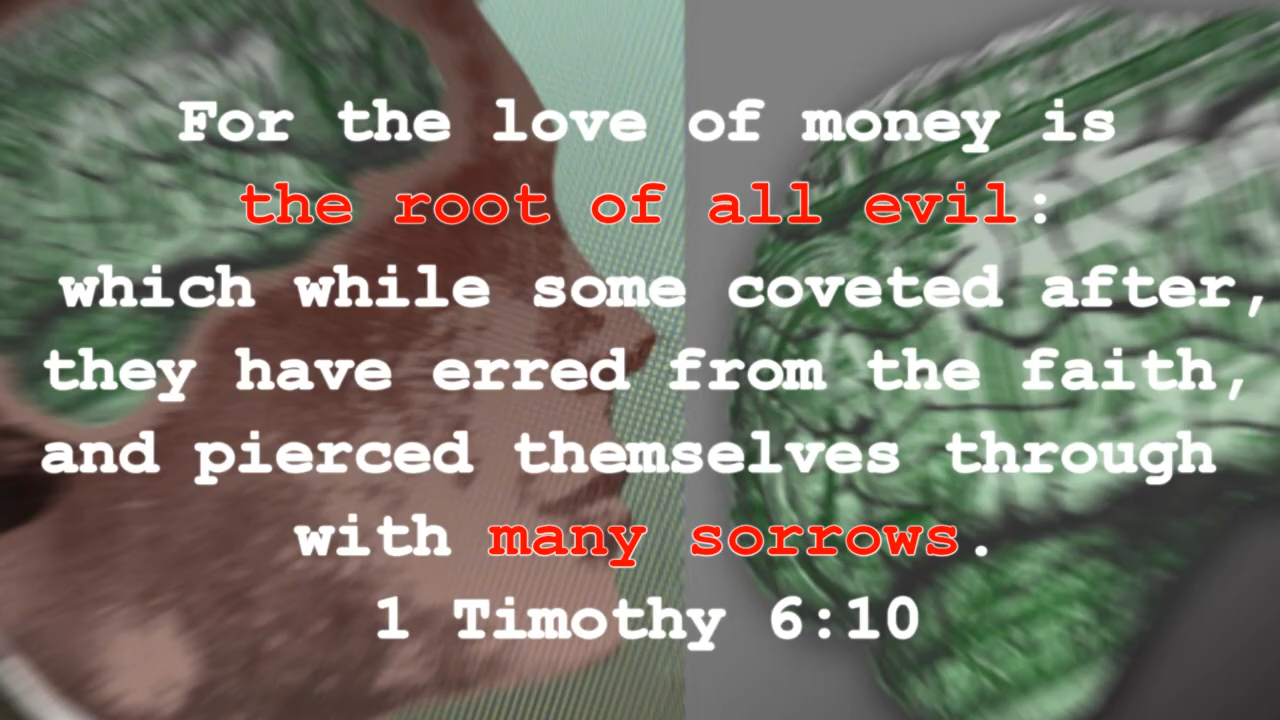 For the love of money is
the root of all evil:
which while some coveted after,
they have erred from the faith,
and pierced themselves through
with many sorrows.
1 Timothy 6:10